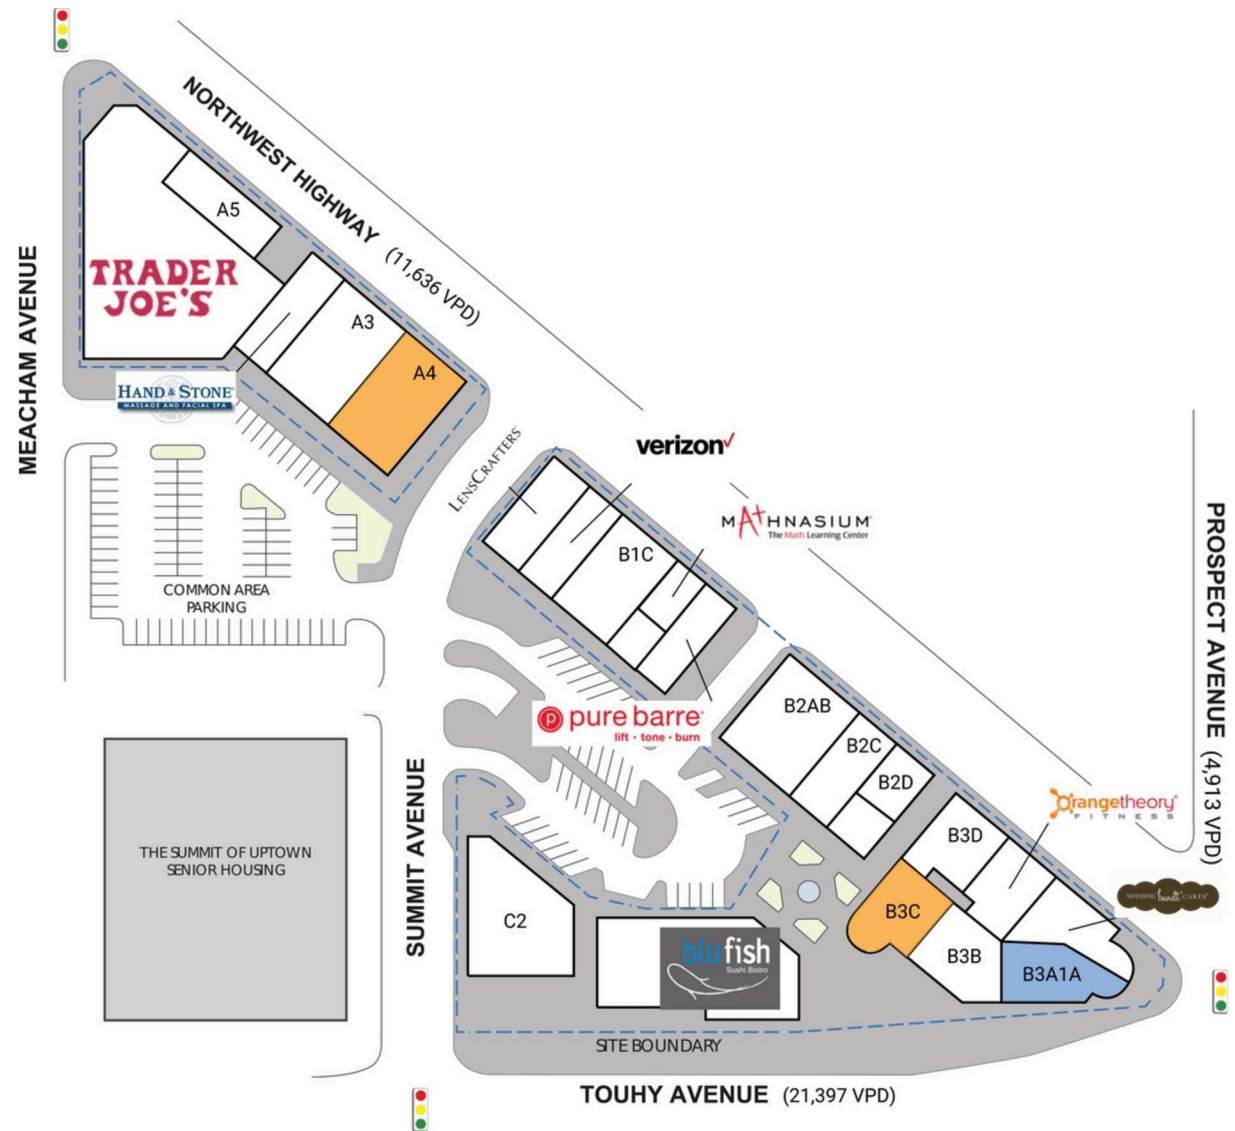 NORTHWEST HIGHWAY (11,636 VPD)
MEACHAM AVENUE
A5
TRADER
JOE'S
A3
A4
HAND & STONE
MASSAGE AND FACIAL SPA
LENSCRAFTERS
verizon
MATHNASIUM
The Math Learning Center
B1C
PROSPECT AVENUE (4,913 VPD)
COMMON AREA
PARKING
p pure barre
lift · tone · burn
B2AB
B2C
B2D
orangetheory
FITNESS
B3D
THE SUMMIT OF UPTOWN
SENIOR HOUSING
SUMMIT AVENUE
NOTHING bundt CAKES
B3C
C2
blufish
Sushi Bistro
B3B
B3A1A
SITE BOUNDARY
TOUHY AVENUE (21,397 VPD)